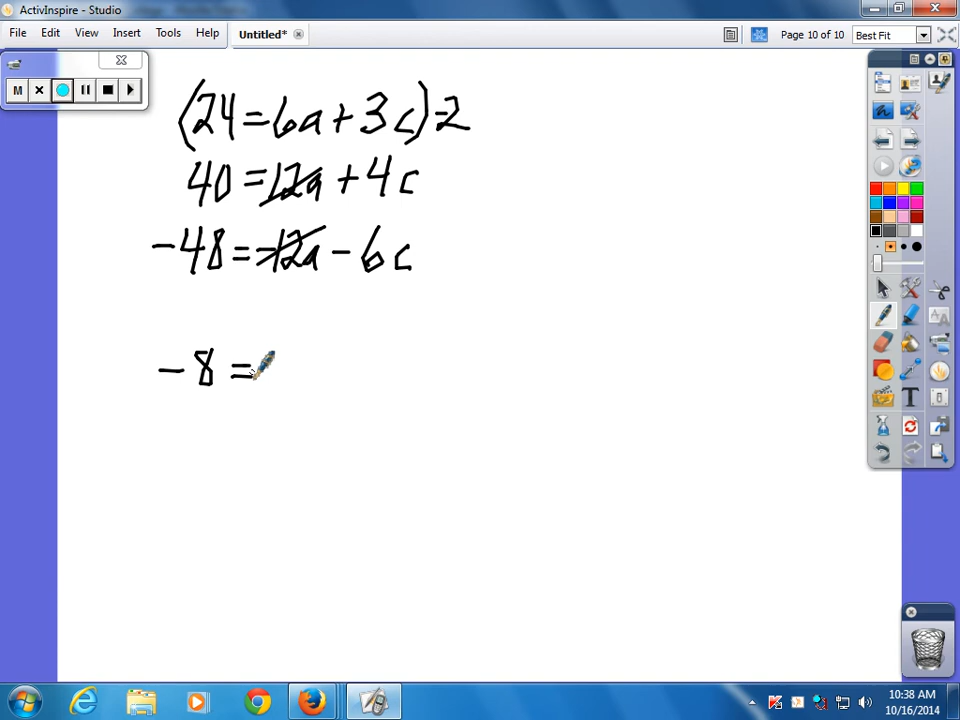 ActivInspire - Studio
File Edit View Insert Tools Help Untitled* Page 10 of 10 Best Fit
M
(24=6a+3c)-2
40=12a+4c
-48=-12a-6c
-8=
T
10:38 AM
10/16/2014